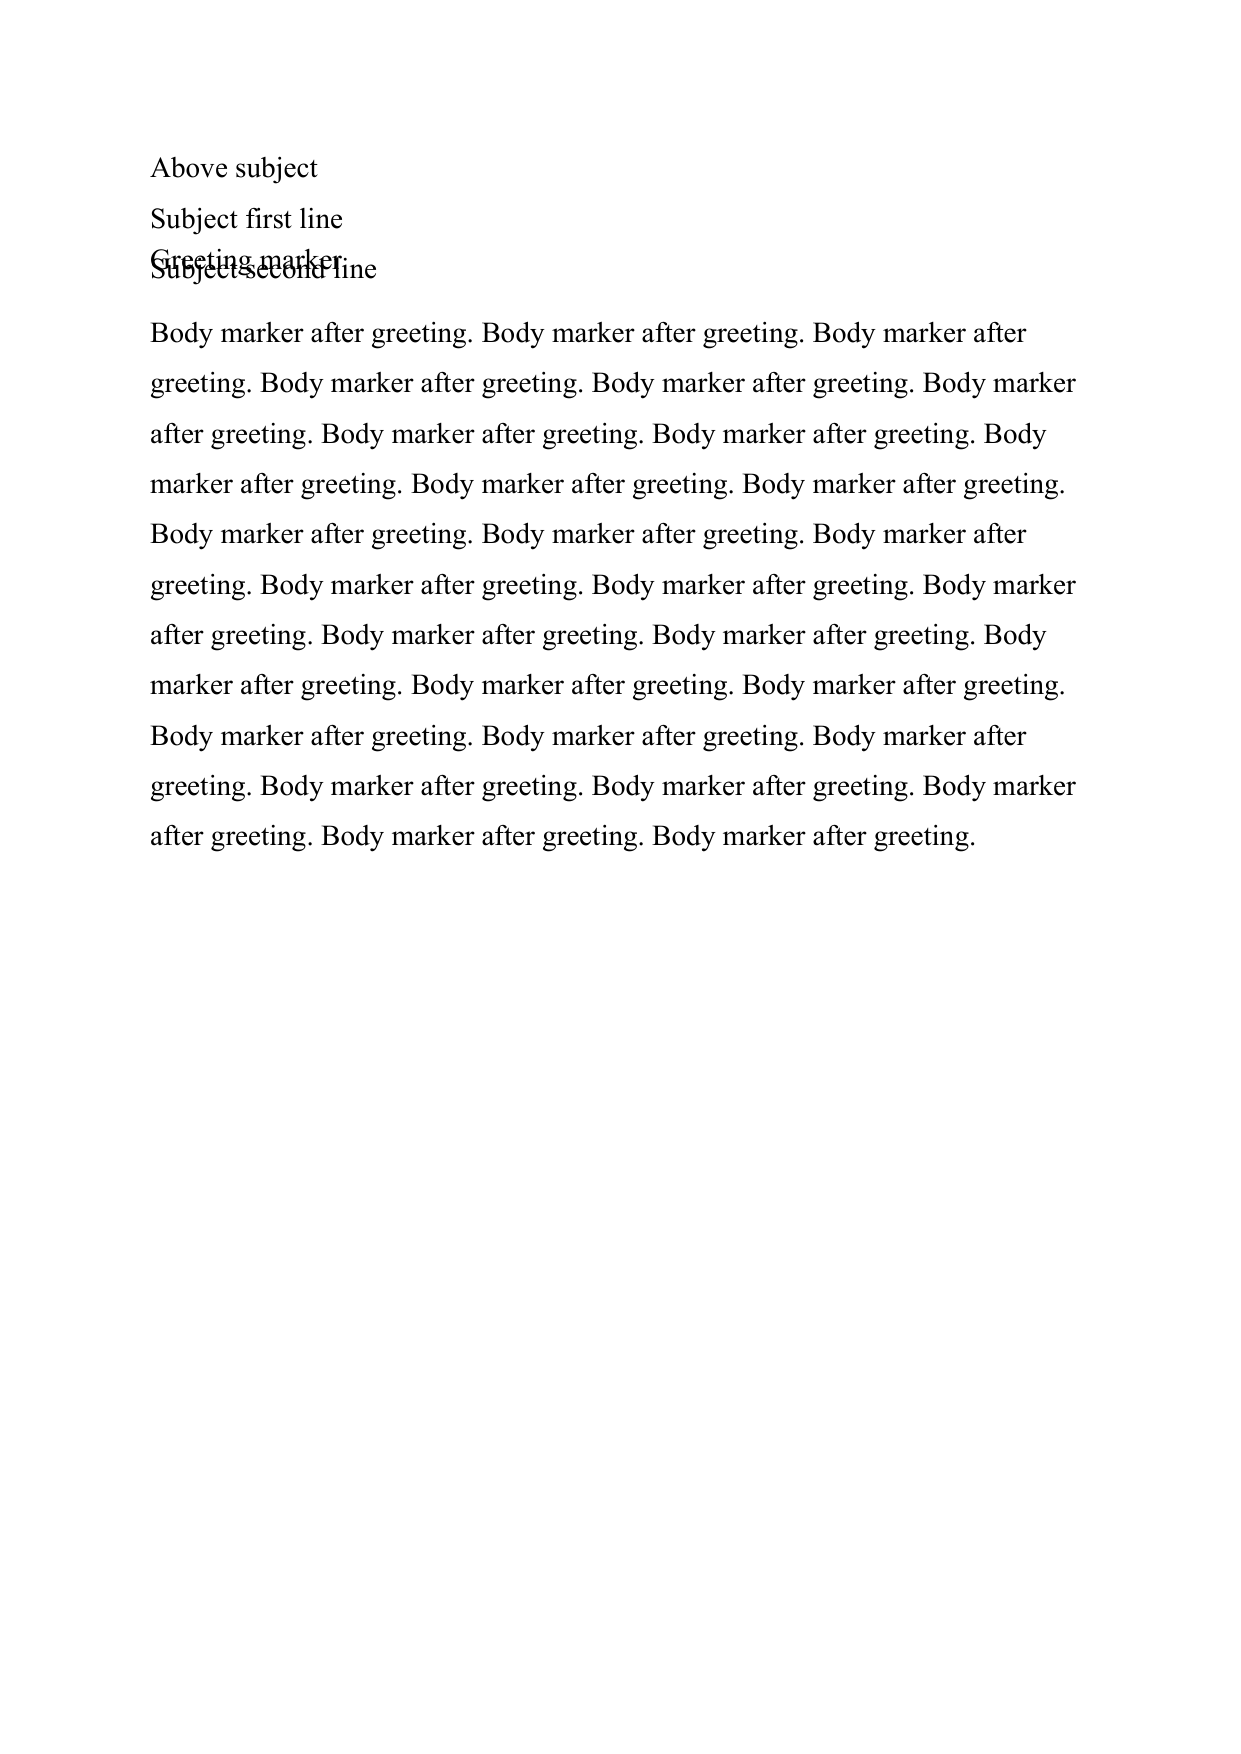 Above subject
Subject first line
Greeting marker
Subject second line
Body marker after greeting. Body marker after greeting. Body marker after
greeting. Body marker after greeting. Body marker after greeting. Body marker
after greeting. Body marker after greeting. Body marker after greeting. Body
marker after greeting. Body marker after greeting. Body marker after greeting.
Body marker after greeting. Body marker after greeting. Body marker after
greeting. Body marker after greeting. Body marker after greeting. Body marker
after greeting. Body marker after greeting. Body marker after greeting. Body
marker after greeting. Body marker after greeting. Body marker after greeting.
Body marker after greeting. Body marker after greeting. Body marker after
greeting. Body marker after greeting. Body marker after greeting. Body marker
after greeting. Body marker after greeting. Body marker after greeting.